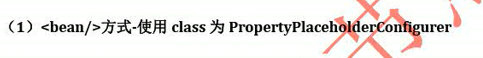 （1）<bean/>方式-使用 class 为 PropertyPlaceholderConfigurer